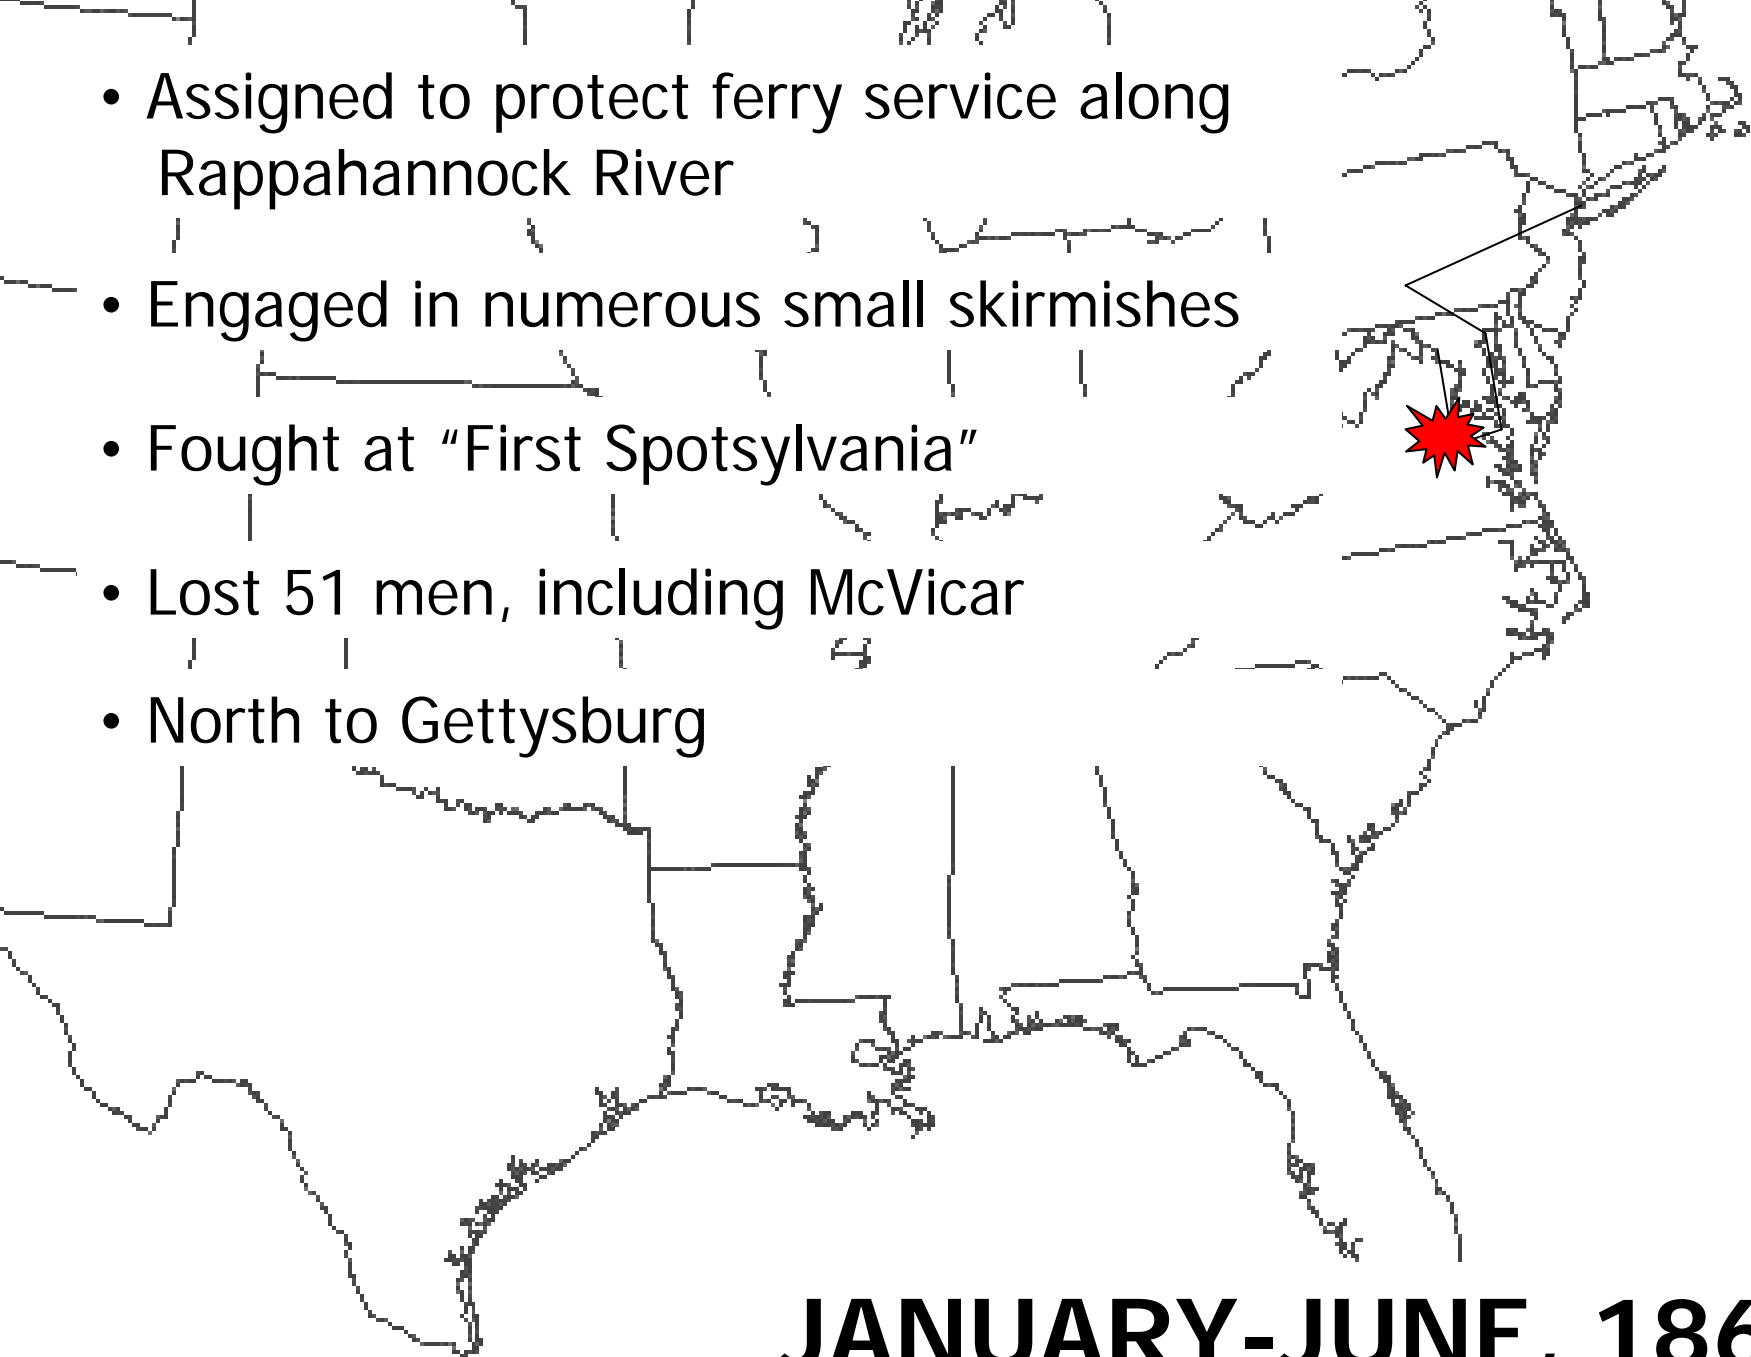 • Assigned to protect ferry service along
Rappahannock River
• Engaged in numerous small skirmishes
• Fought at “First Spotsylvania”
• Lost 51 men, including McVicar
• North to Gettysburg
JANUARY-JUNE, 186